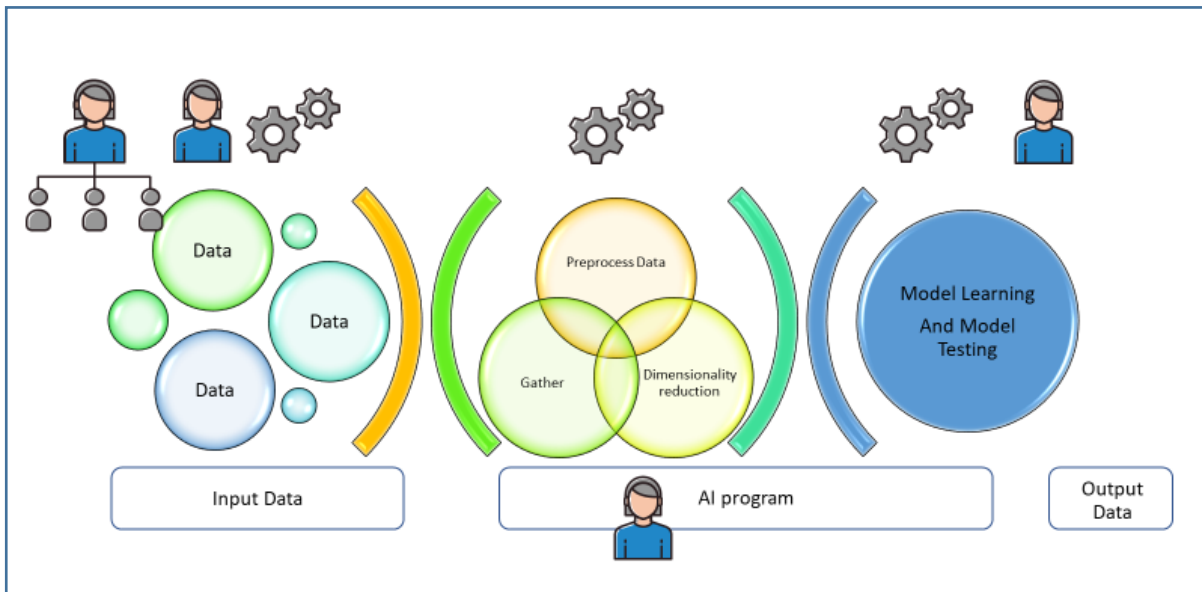 Data
Data
Data
Preprocess Data
Gather
Dimensionality
reduction
Model Learning
And Model
Testing
Input Data
AI program
Output
Data